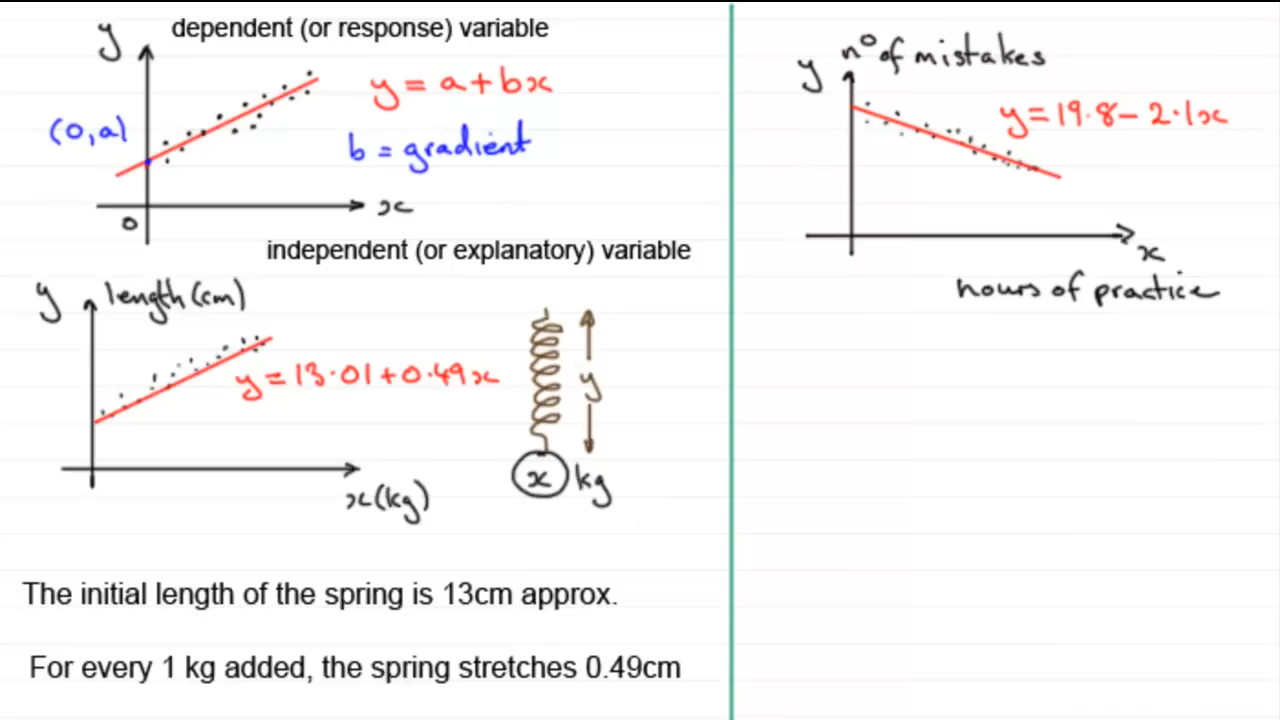 y
dependent (or response) variable
y = a + bx
(0, a)
b = gradient
0
x
independent (or explanatory) variable
y length (cm)
y = 13·01 + 0·49x
y
x kg
x (kg)
The initial length of the spring is 13cm approx.
For every 1 kg added, the spring stretches 0.49cm
y nº of mistakes
y = 19·8 - 2·1x
x
hours of practice